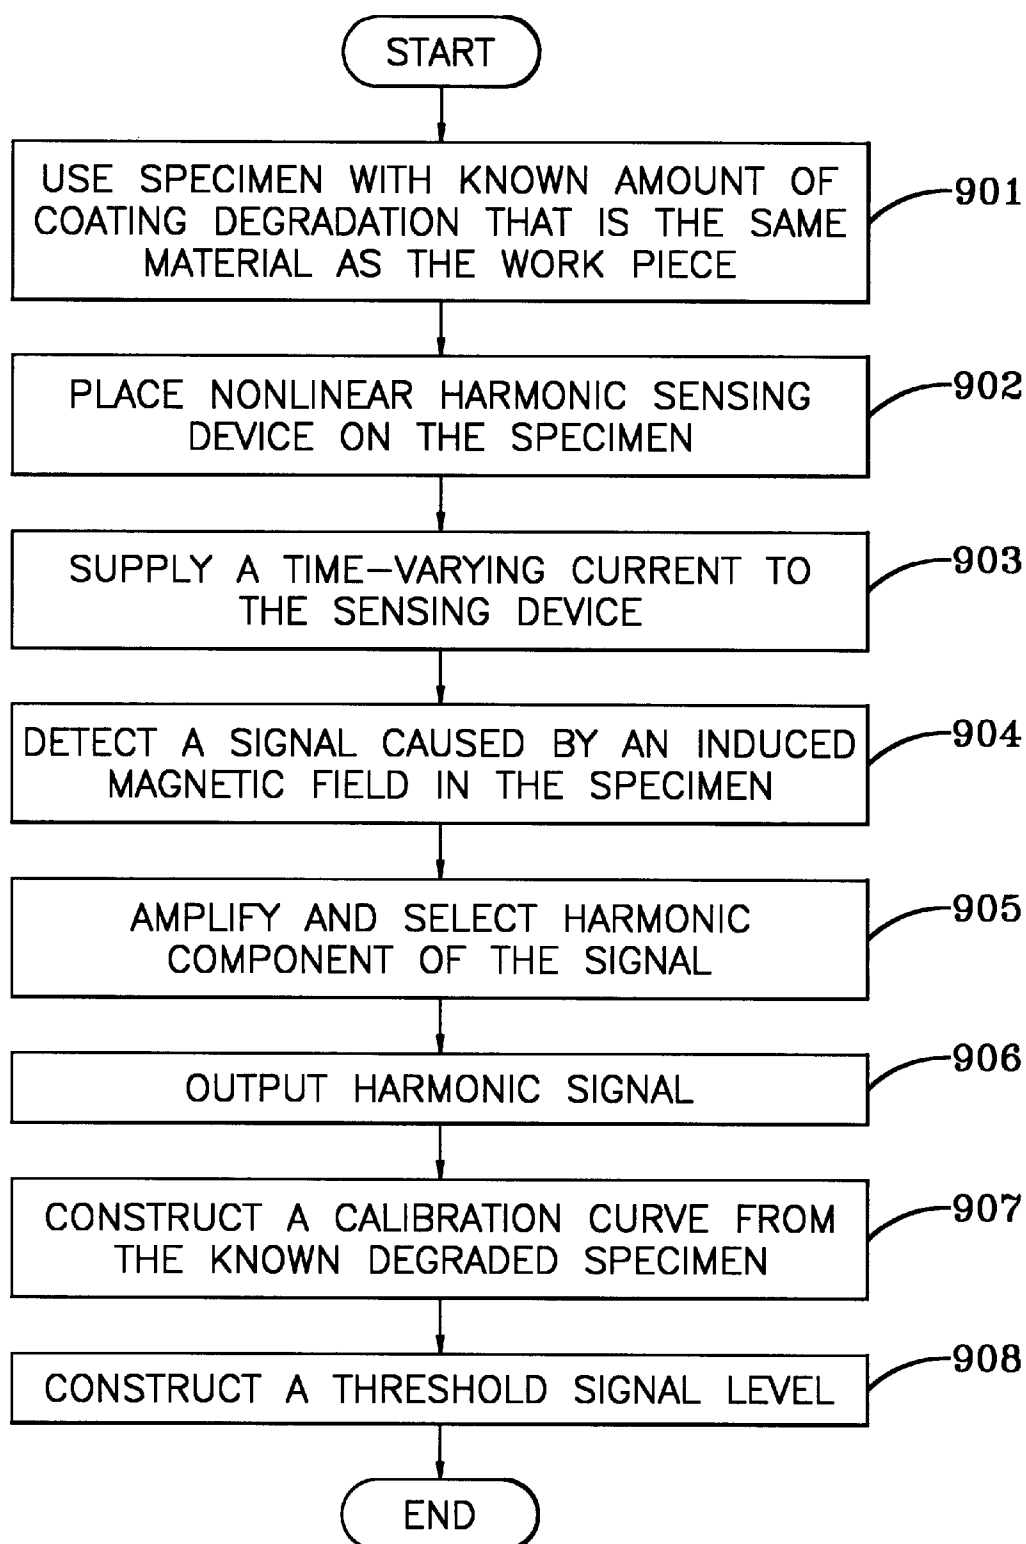 START
USE SPECIMEN WITH KNOWN AMOUNT OF
COATING DEGRADATION THAT IS THE SAME
MATERIAL AS THE WORK PIECE
901
PLACE NONLINEAR HARMONIC SENSING
DEVICE ON THE SPECIMEN
902
SUPPLY A TIME–VARYING CURRENT TO
THE SENSING DEVICE
903
DETECT A SIGNAL CAUSED BY AN INDUCED
MAGNETIC FIELD IN THE SPECIMEN
904
AMPLIFY AND SELECT HARMONIC
COMPONENT OF THE SIGNAL
905
OUTPUT HARMONIC SIGNAL
906
CONSTRUCT A CALIBRATION CURVE FROM
THE KNOWN DEGRADED SPECIMEN
907
CONSTRUCT A THRESHOLD SIGNAL LEVEL
908
END